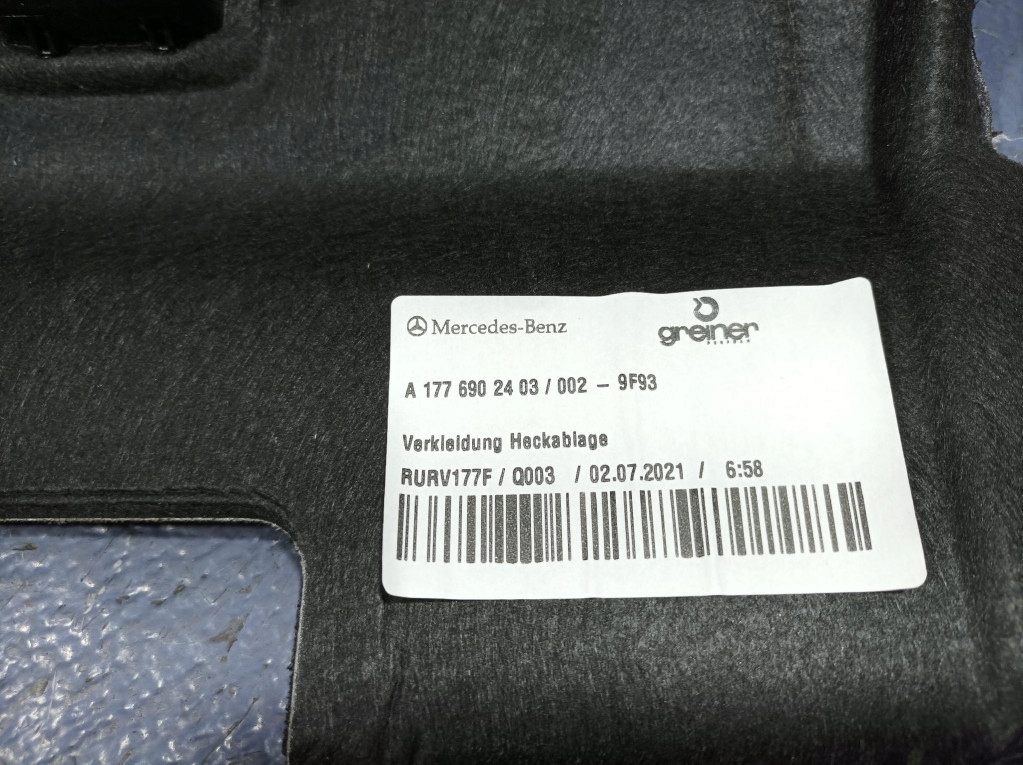 Mercedes-Benz
greiner
A 177 690 24 03 / 002 - 9F93
Verkleidung Heckablage
RURV177F / Q003 / 02.07.2021 / 6:58